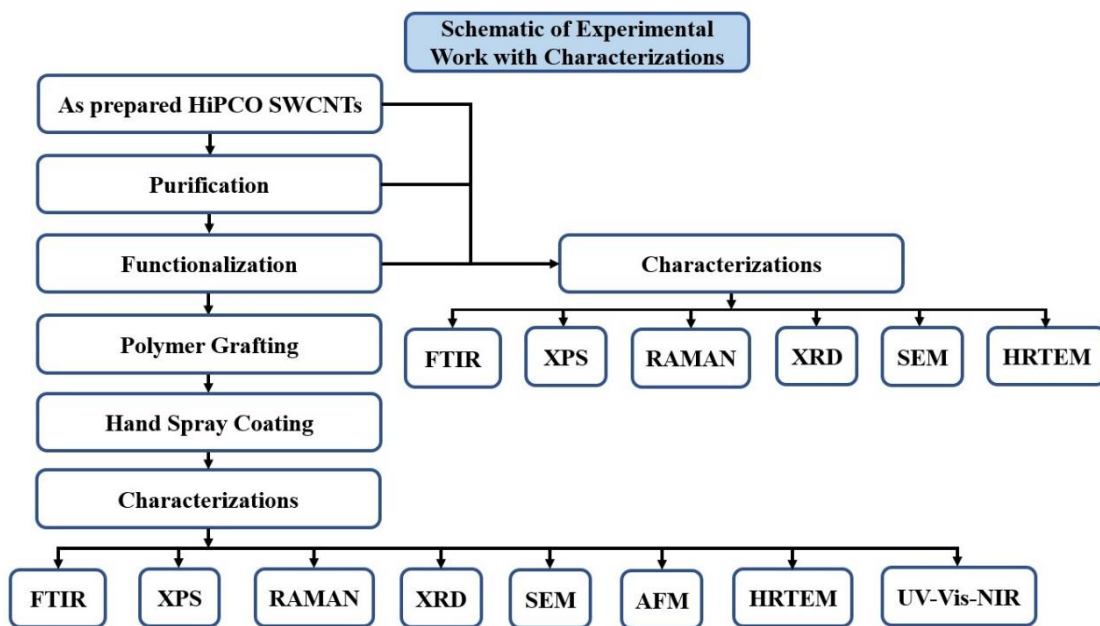 Schematic of Experimental
Work with Characterizations
As prepared HiPCO SWCNTs
Purification
Functionalization
Characterizations
Polymer Grafting
FTIR
XPS
RAMAN
XRD
SEM
HRTEM
Hand Spray Coating
Characterizations
FTIR
XPS
RAMAN
XRD
SEM
AFM
HRTEM
UV-Vis-NIR